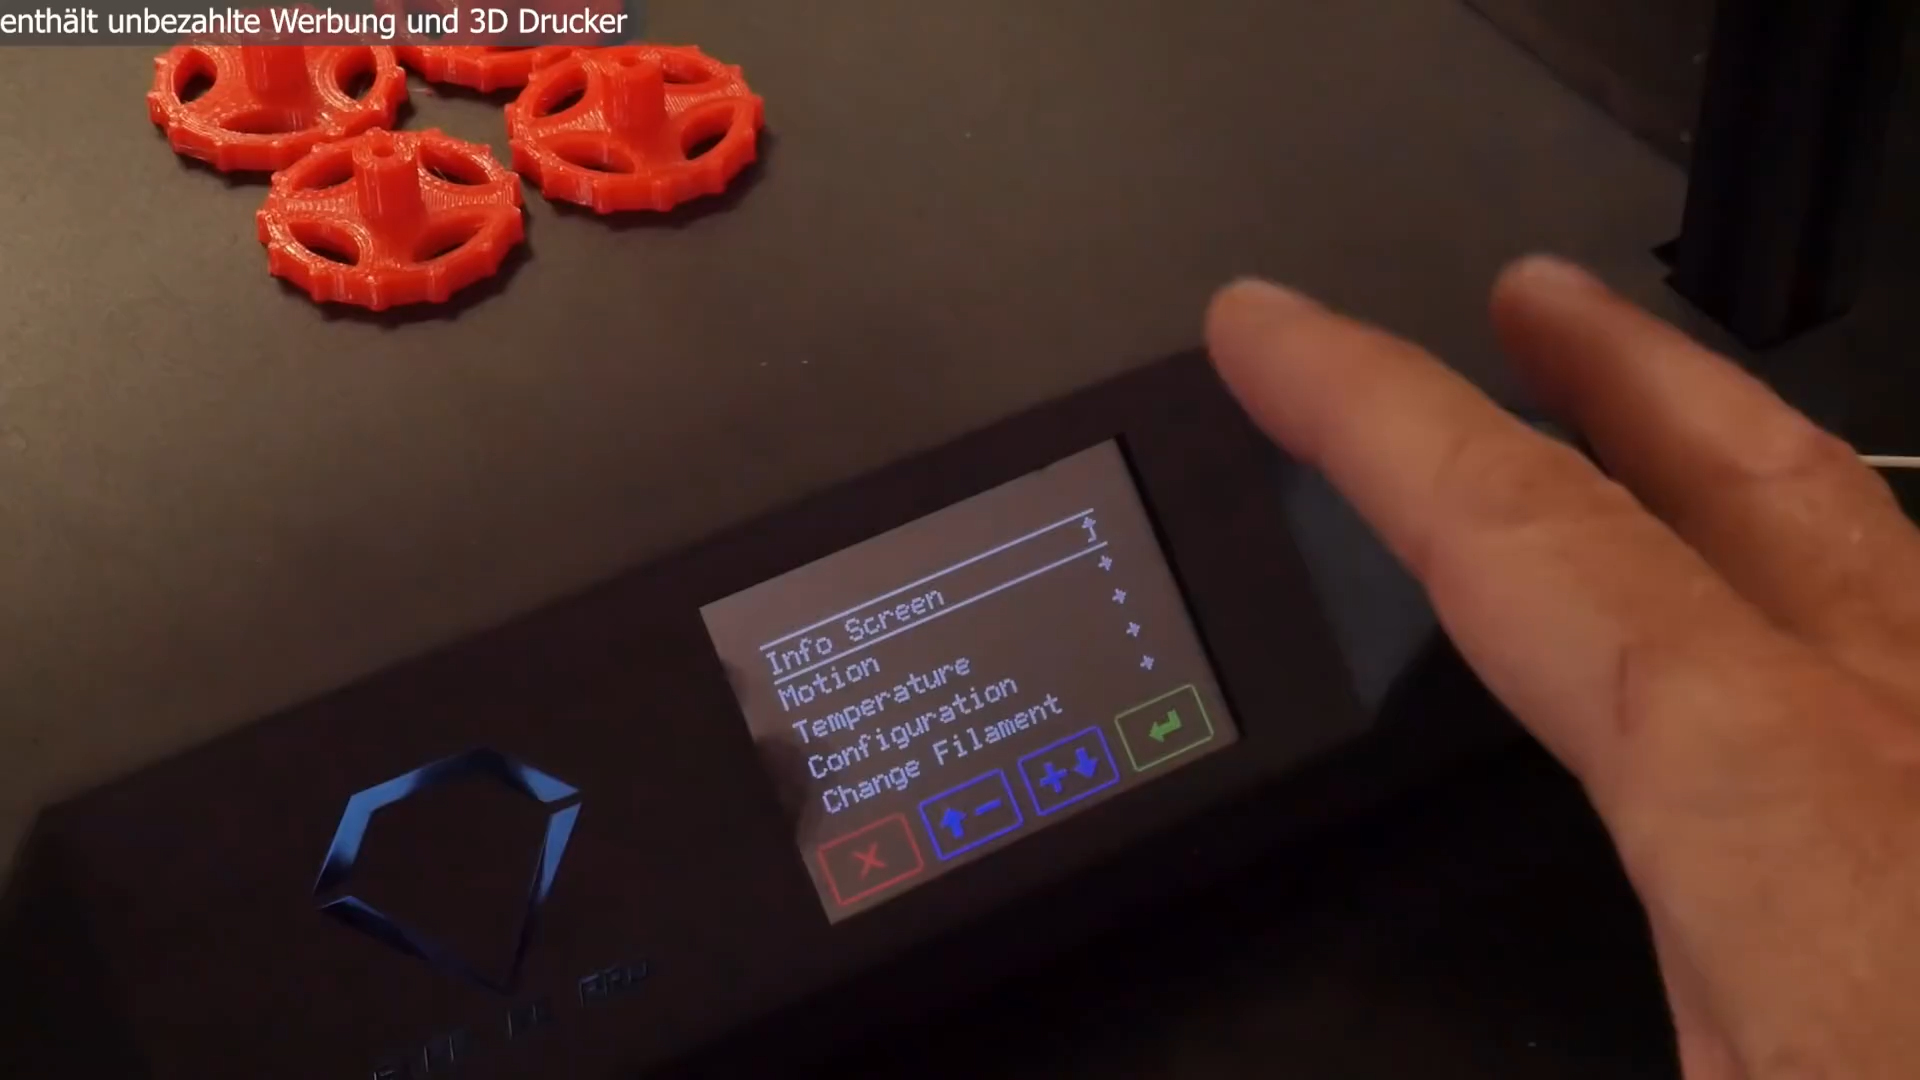 enthält unbezahlte Werbung und 3D Drucker
Info Screen
Motion
Temperature
Configuration
Change Filament